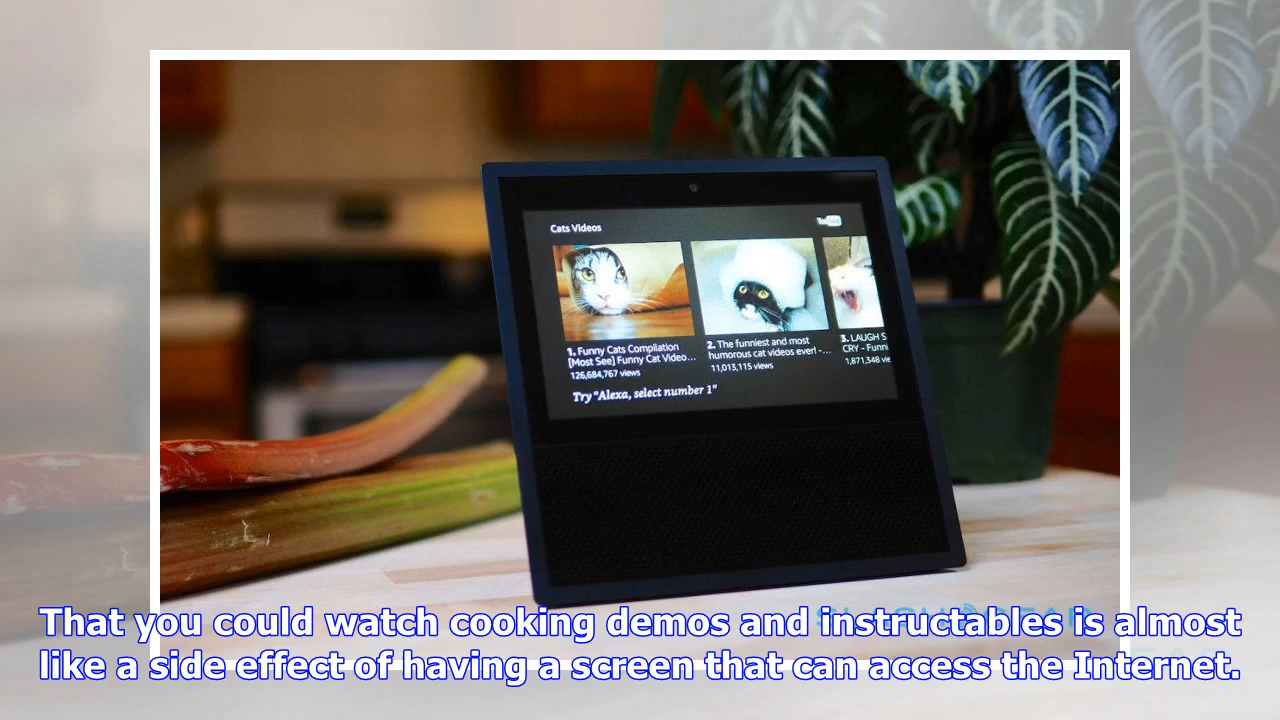 Cats Videos
YouTube
1. Funny Cats Compilation
[Most See] Funny Cat Video...
126,684,767 views
2. The funniest and most
humorous cat videos ever! -...
11,013,115 views
3. LAUGH S
CRY - Funni
1,871,348 vie
Try "Alexa, select number 1"
That you could watch cooking demos and instructables is almost
like a side effect of having a screen that can access the Internet.